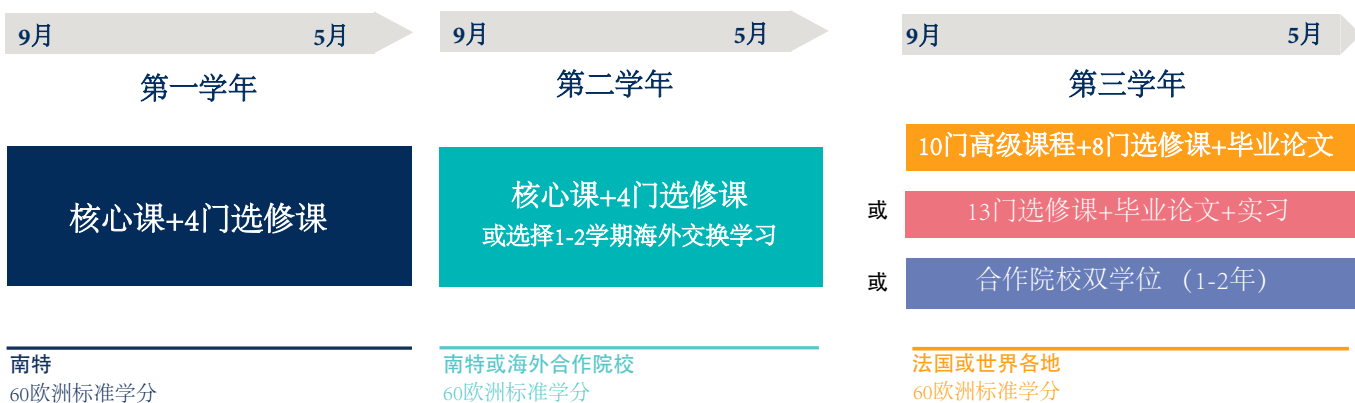 9月 5月
第一学年
核心课+4门选修课
南特
60欧洲标准学分
9月 5月
第二学年
核心课+4门选修课
或选择1-2学期海外交换学习
南特或海外合作院校
60欧洲标准学分
9月 5月
第三学年
10门高级课程+8门选修课+毕业论文
或 13门选修课+毕业论文+实习
或 合作院校双学位 （1-2年）
法国或世界各地
60欧洲标准学分